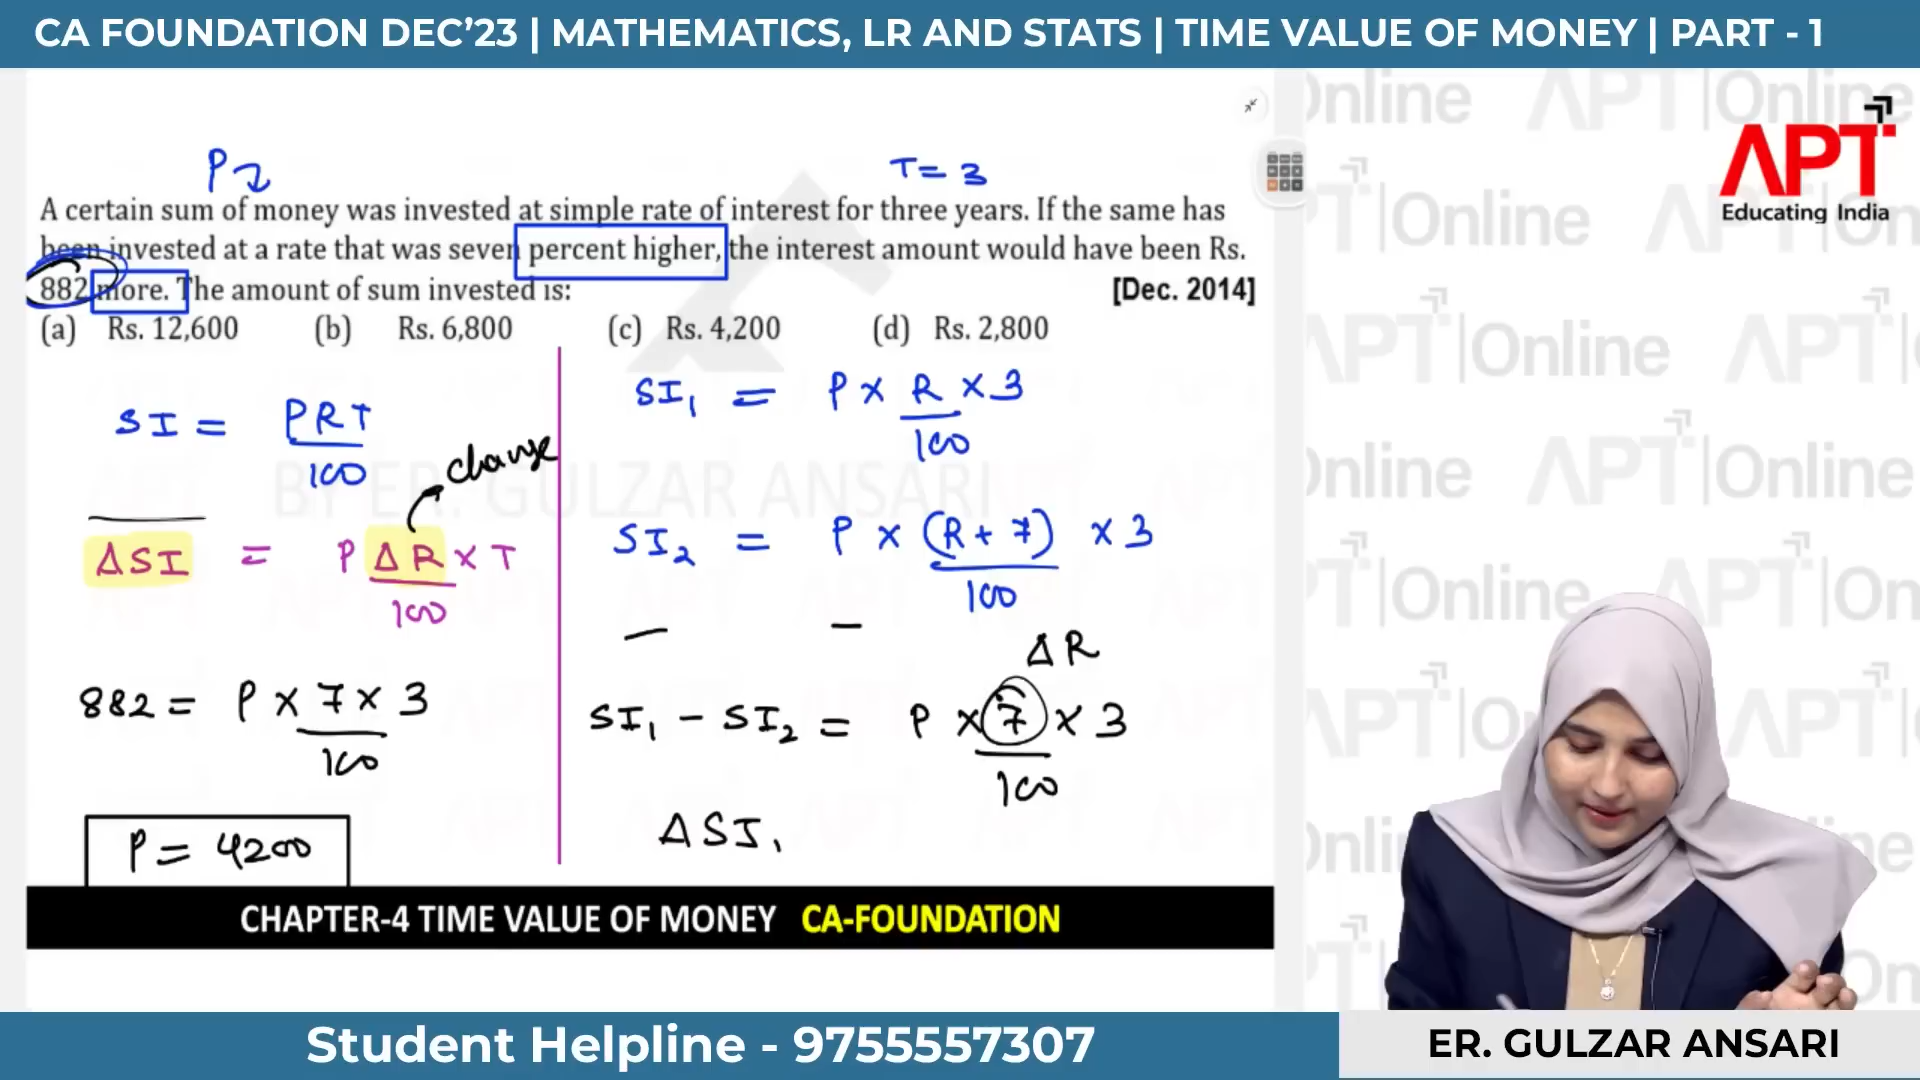 CA FOUNDATION DEC'23 | MATHEMATICS, LR AND STATS | TIME VALUE OF MONEY | PART - 1
APT
Educating India
P
T = 3
A certain sum of money was invested at simple rate of interest for three years. If the same has
been invested at a rate that was seven percent higher, the interest amount would have been Rs.
882 more. The amount of sum invested is: [Dec. 2014]
(a) Rs. 12,600 (b) Rs. 6,800 (c) Rs. 4,200 (d) Rs. 2,800
SI = PRT
100
change
ΔSI = P ΔR × T
100
882 = P × 7 × 3
100
P = 4200
SI₁ = P × R × 3
100
SI₂ = P × (R + 7) × 3
100
ΔR
SI₁ - SI₂ = P × 7 × 3
100
ΔSI,
BY ER. GULZAR ANSARI
CHAPTER-4 TIME VALUE OF MONEY CA-FOUNDATION
Student Helpline - 9755557307
ER. GULZAR ANSARI
APT|Online